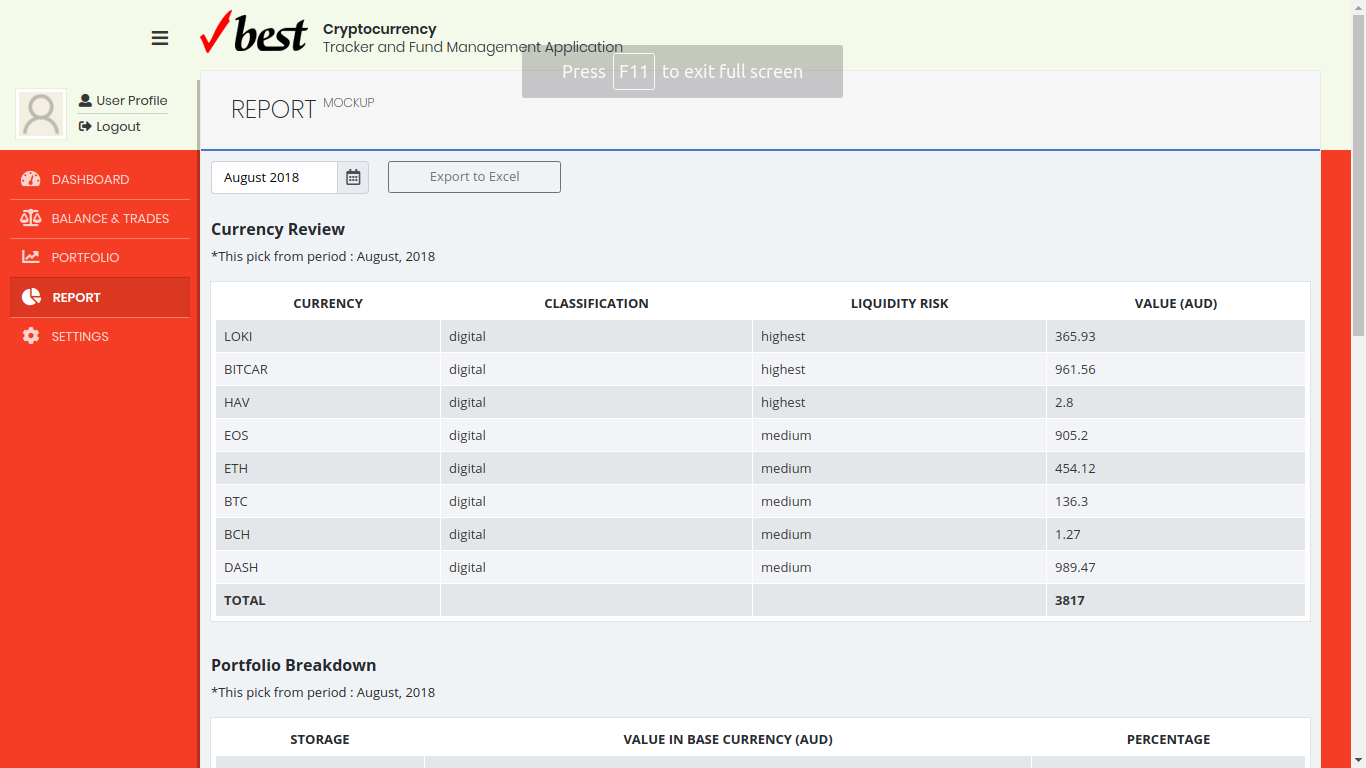 best
Cryptocurrency
Tracker and Fund Management Application
Press F11 to exit full screen
User Profile
Logout
REPORT MOCKUP
DASHBOARD
BALANCE & TRADES
PORTFOLIO
REPORT
SETTINGS
August 2018 Export to Excel
Currency Review
*This pick from period : August, 2018
CURRENCY CLASSIFICATION LIQUIDITY RISK VALUE (AUD)
LOKI digital highest 365.93
BITCAR digital highest 961.56
HAV digital highest 2.8
EOS digital medium 905.2
ETH digital medium 454.12
BTC digital medium 136.3
BCH digital medium 1.27
DASH digital medium 989.47
TOTAL 3817
Portfolio Breakdown
*This pick from period : August, 2018
STORAGE VALUE IN BASE CURRENCY (AUD) PERCENTAGE